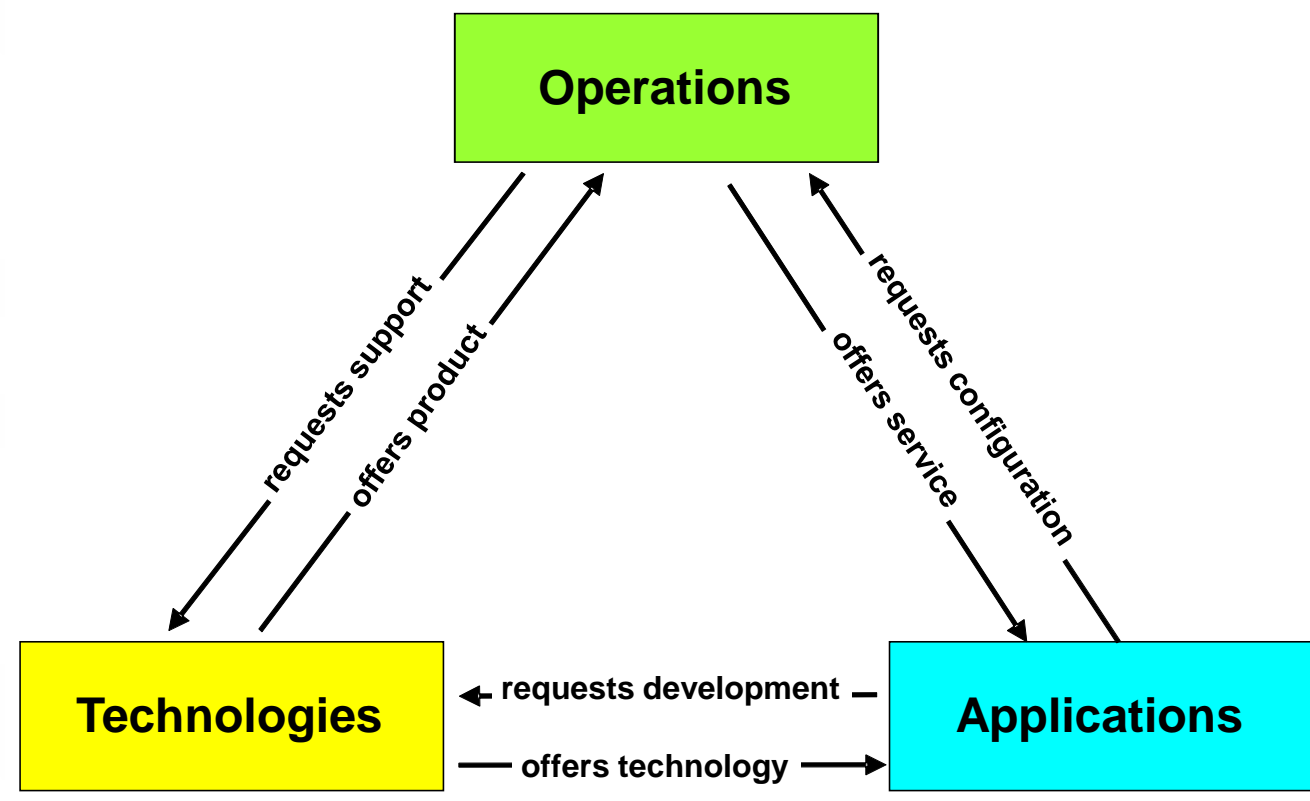 Operations
requests support
offers product
offers service
requests configuration
requests development
Technologies
Applications
offers technology